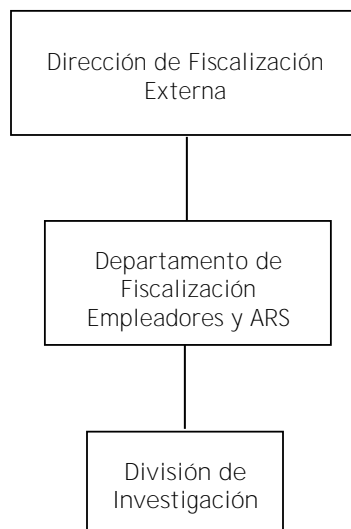 Dirección de Fiscalización
Externa
Departamento de
Fiscalización
Empleadores y ARS
División de
Investigación